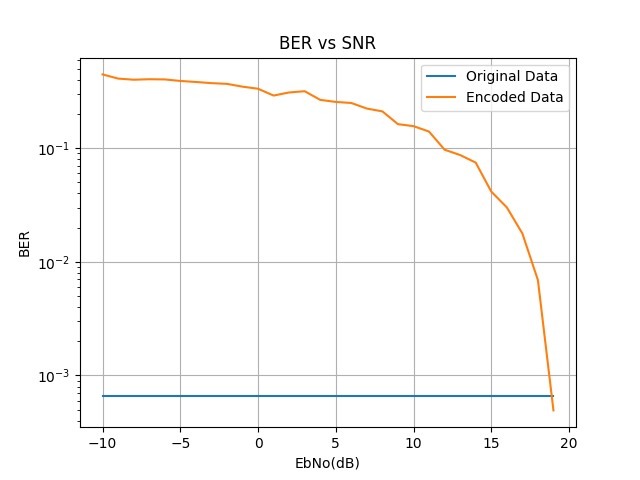 BER vs SNR
Original Data
Encoded Data
BER
10⁻¹
10⁻²
10⁻³
−10 −5 0 5 10 15 20
EbNo(dB)